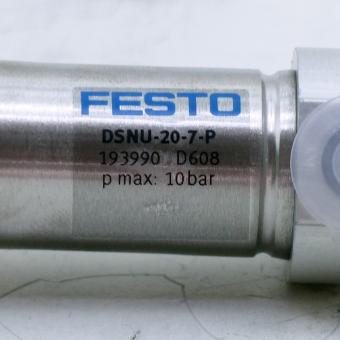 FESTO
DSNU-20-7-P
193990 D608
p max: 10bar